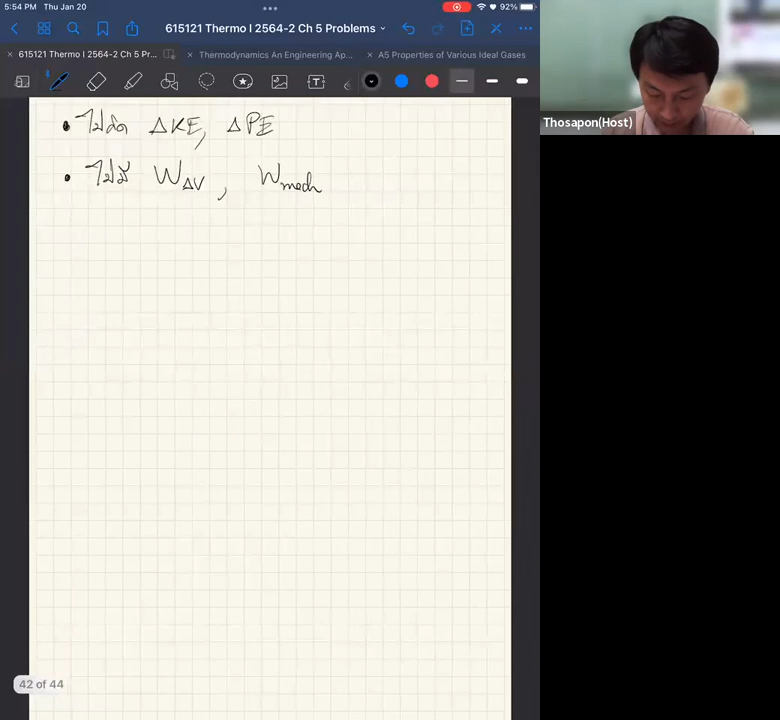 5:54 PM Thu Jan 20
92%
615121 Thermo I 2564-2 Ch 5 Problems
615121 Thermo I 2564-2 Ch 5 Pr...
Thermodynamics An Engineering Ap...
A5 Properties of Various Ideal Gases
Thosapon(Host)
• ไม่คิด ΔKE, ΔPE
• ไม่มี WΔV, Wmech
42 of 44